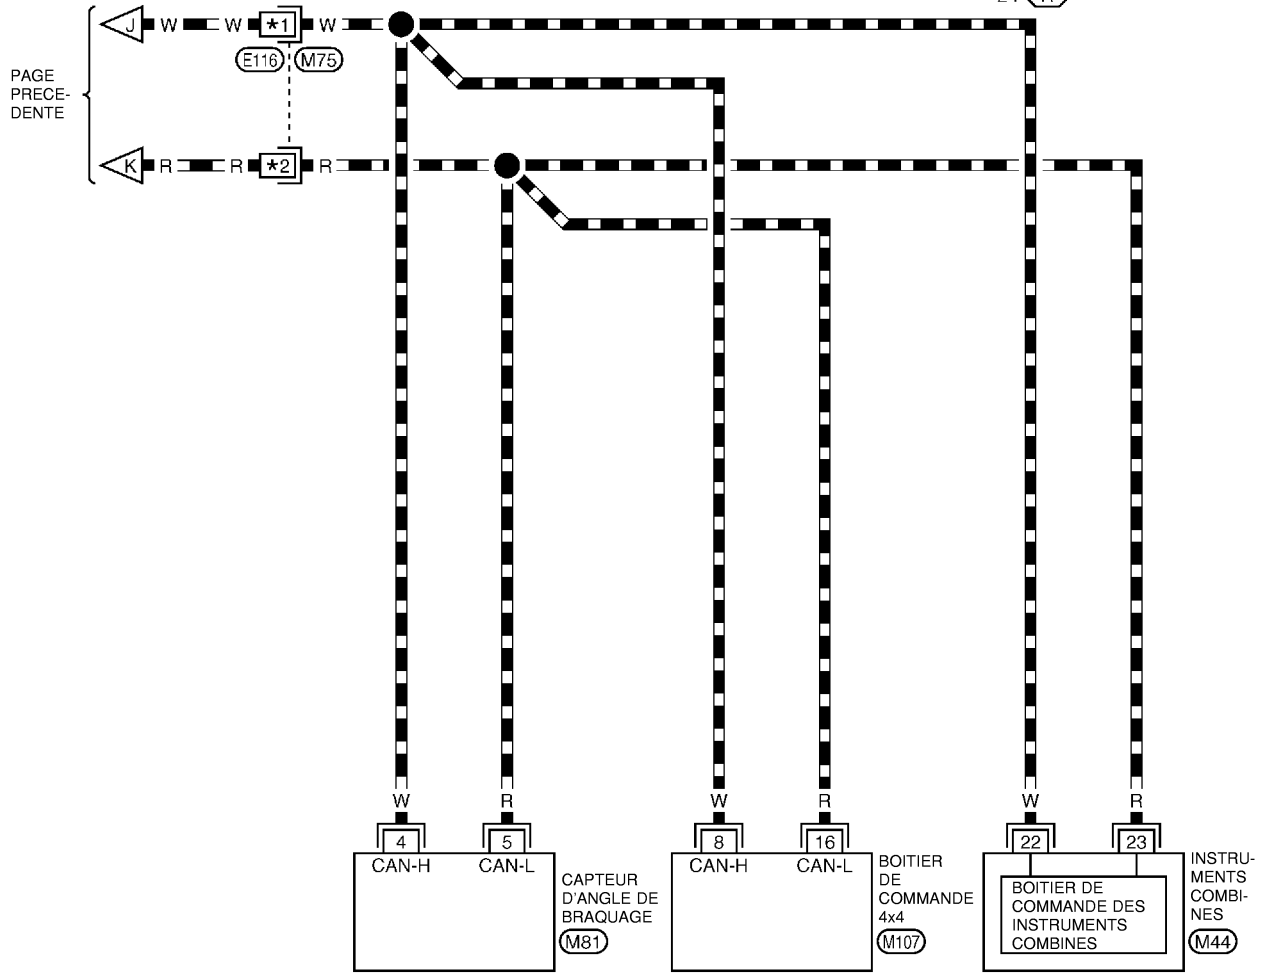 J W W *1 W
E116 M75
PAGE
PRECE-
DENTE
K R R *2 R
W R W R W R
4 5 8 16 22 23
CAN-H CAN-L CAN-H CAN-L
CAPTEUR
D'ANGLE DE
BRAQUAGE
M81
BOITIER
DE
COMMANDE
4x4
M107
BOITIER DE
COMMANDE DES
INSTRUMENTS
COMBINES
INSTRU-
MENTS
COMBI-
NES
M44